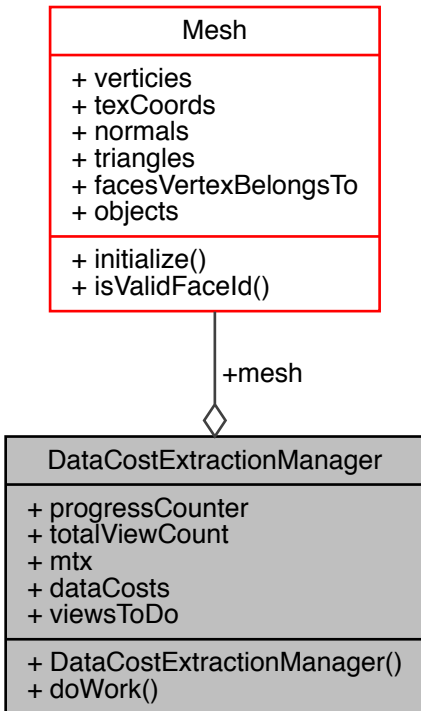 Mesh
+ verticies
+ texCoords
+ normals
+ triangles
+ facesVertexBelongsTo
+ objects
+ initialize()
+ isValidFaceId()
+mesh
DataCostExtractionManager
+ progressCounter
+ totalViewCount
+ mtx
+ dataCosts
+ viewsToDo
+ DataCostExtractionManager()
+ doWork()